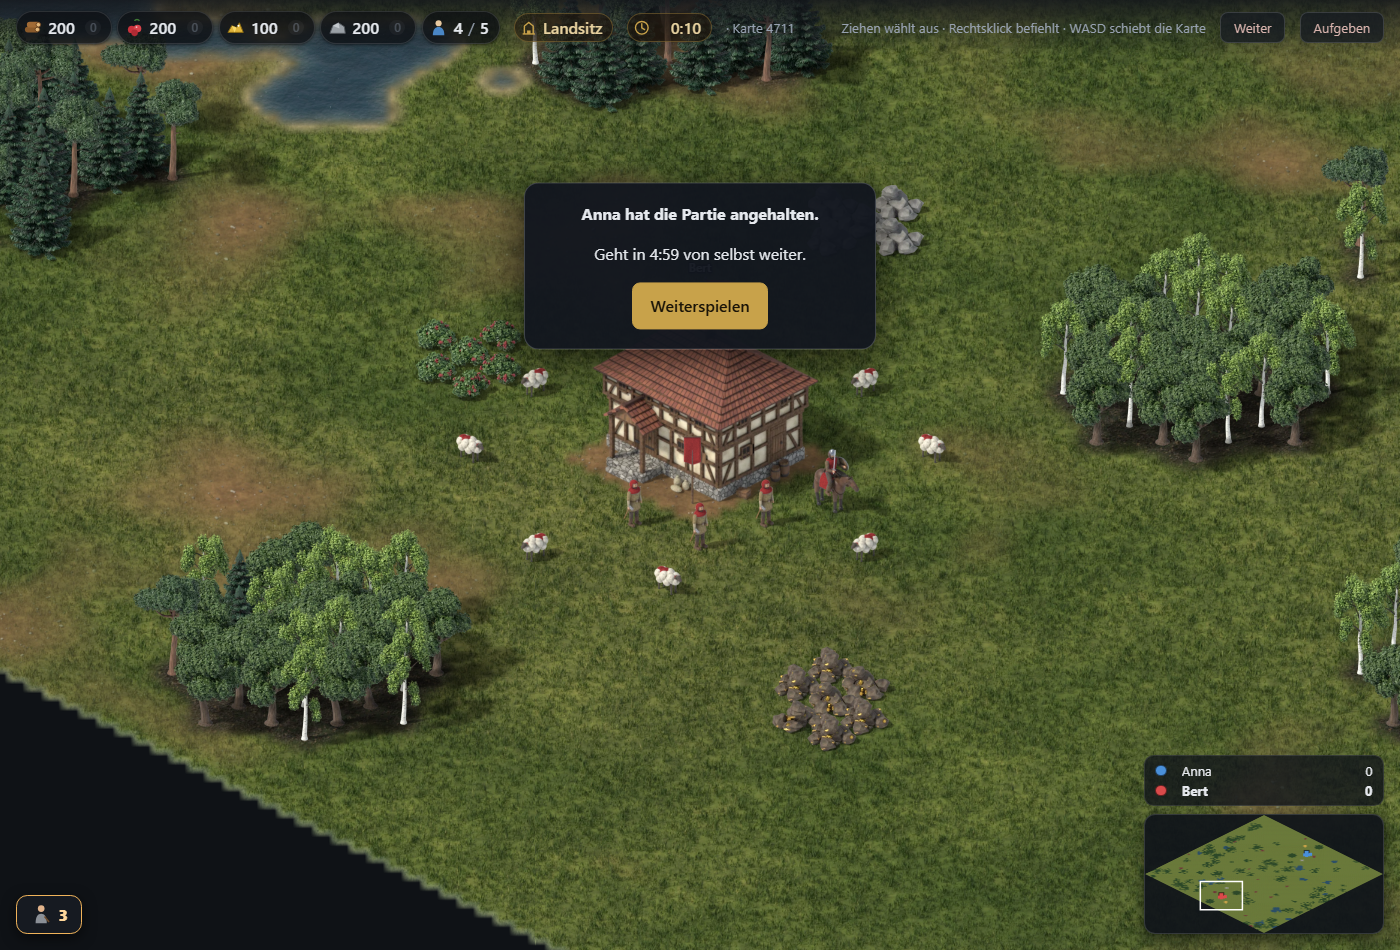 200 0 200 0 100 0 200 0 4 / 5 Landsitz 0:10 · Karte 4711 Ziehen wählt aus · Rechtsklick befiehlt · WASD schiebt die Karte Weiter Aufgeben
Anna hat die Partie angehalten.
Geht in 4:59 von selbst weiter.
Bert
Weiterspielen
Anna 0
Bert 0
3